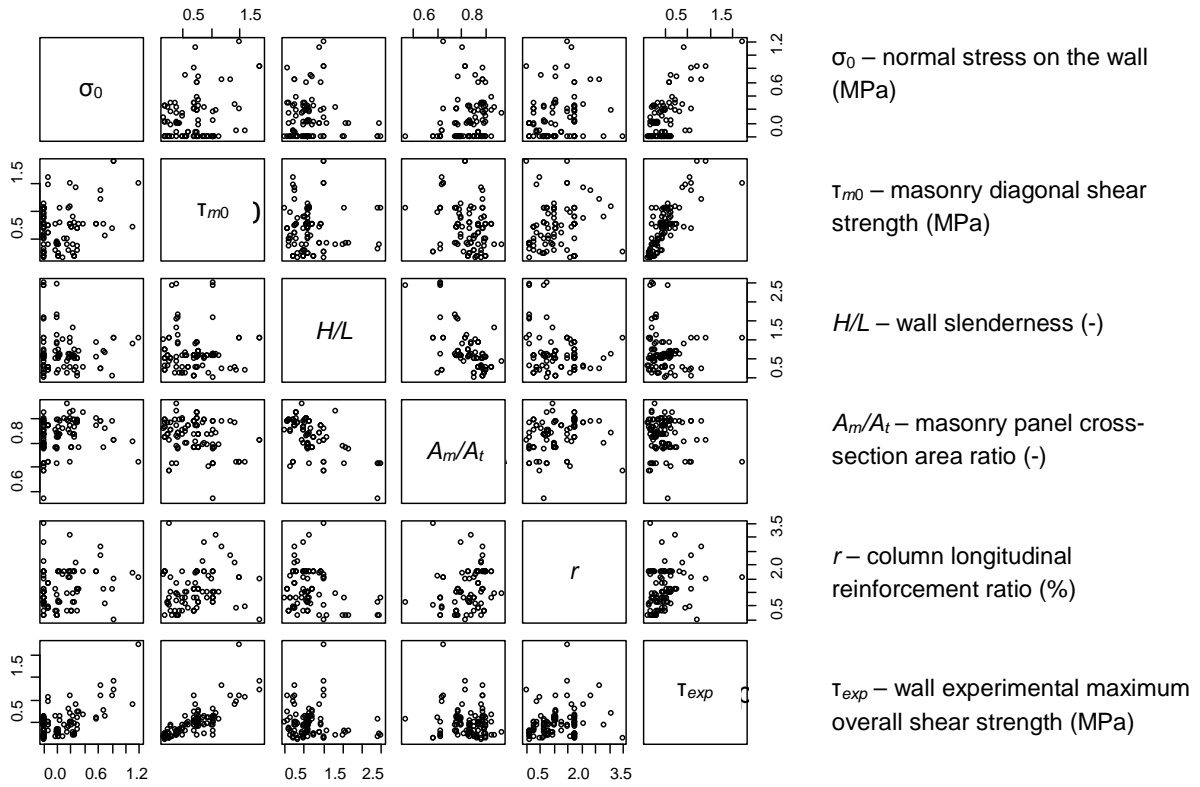 0.5 1.5
0.6 0.8
0.5 1.5
σ0
0.0 0.6 1.2
σ0 – normal stress on the wall
(MPa)
0.5 1.5
τm0
)
τm0 – masonry diagonal shear
strength (MPa)
H/L
0.5 1.5 2.5
H/L – wall slenderness (-)
0.6 0.8
Am/At
Am/At – masonry panel cross-
section area ratio (-)
r
0.5 2.0 3.5
r – column longitudinal
reinforcement ratio (%)
0.5 1.5
τexp
τexp – wall experimental maximum
overall shear strength (MPa)
0.0 0.6 1.2
0.5 1.5 2.5
0.5 2.0 3.5